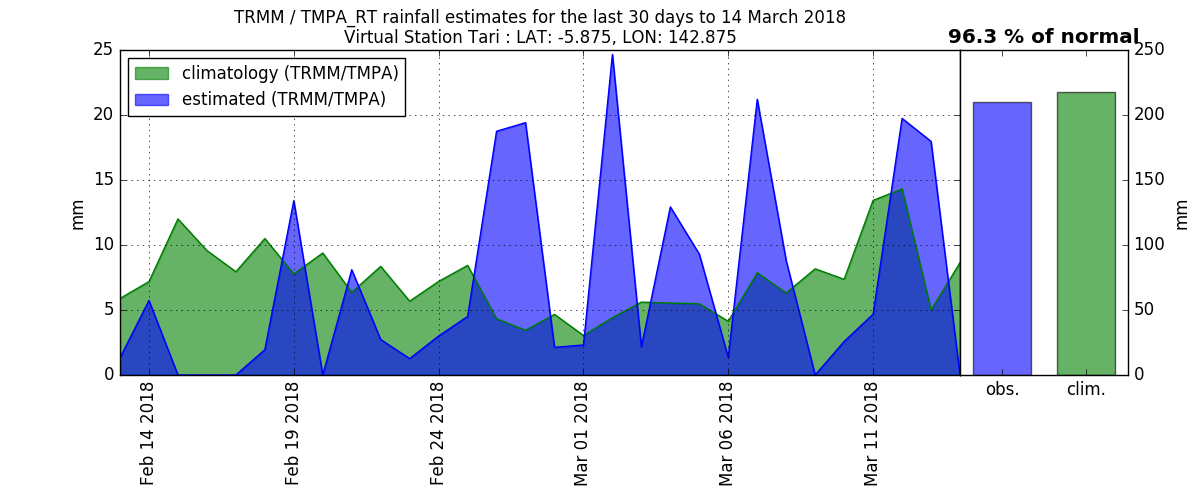 TRMM / TMPA_RT rainfall estimates for the last 30 days to 14 March 2018
Virtual Station Tari : LAT: -5.875, LON: 142.875
96.3 % of normal
climatology (TRMM/TMPA)
estimated (TRMM/TMPA)
25
20
15
10
5
0
mm
Feb 14 2018
Feb 19 2018
Feb 24 2018
Mar 01 2018
Mar 06 2018
Mar 11 2018
obs.
clim.
250
200
150
100
50
0
mm